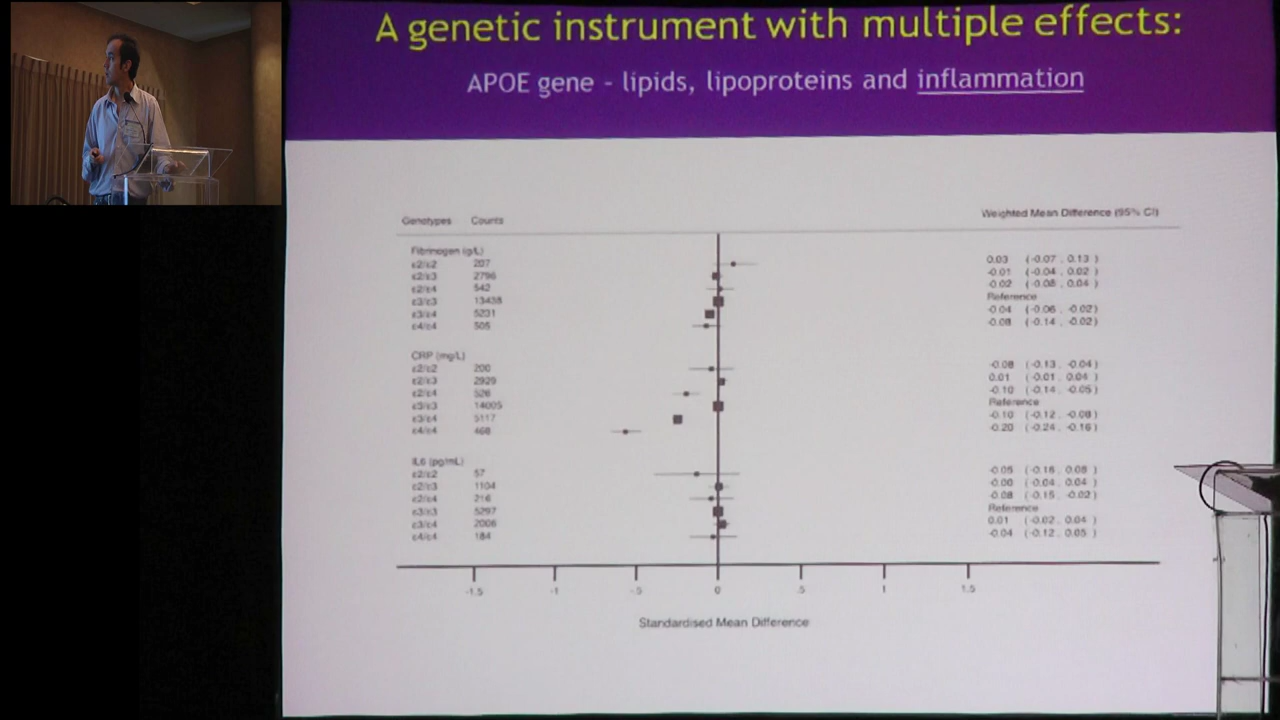 A genetic instrument with multiple effects:
APOE gene - lipids, lipoproteins and inflammation
Genotypes Counts Weighted Mean Difference (95% CI)
Fibrinogen (g/L)
ε2/ε2 207 0.03 (-0.07 , 0.13 )
ε2/ε3 2796 -0.01 (-0.04 , 0.02 )
ε2/ε4 542 -0.02 (-0.08 , 0.04 )
ε3/ε3 13438 Reference
ε3/ε4 5231 -0.04 (-0.06 , -0.02)
ε4/ε4 505 -0.08 (-0.14 , -0.02)
CRP (mg/L)
ε2/ε2 200 -0.08 (-0.13 , -0.04)
ε2/ε3 2929 0.01 (-0.01 , 0.04 )
ε2/ε4 526 -0.10 (-0.14 , -0.05)
ε3/ε3 14005 Reference
ε3/ε4 5117 -0.10 (-0.12 , -0.08)
ε4/ε4 468 -0.20 (-0.24 , -0.16)
IL6 (pg/mL)
ε2/ε2 57 -0.05 (-0.16 , 0.08 )
ε2/ε3 1104 -0.00 (-0.04 , 0.04 )
ε2/ε4 216 -0.08 (-0.15 , -0.02)
ε3/ε3 5297 Reference
ε3/ε4 2006 0.01 (-0.02 , 0.04 )
ε4/ε4 184 -0.04 (-0.12 , 0.05 )
-1.5 -1 -.5 0 .5 1 1.5
Standardised Mean Difference